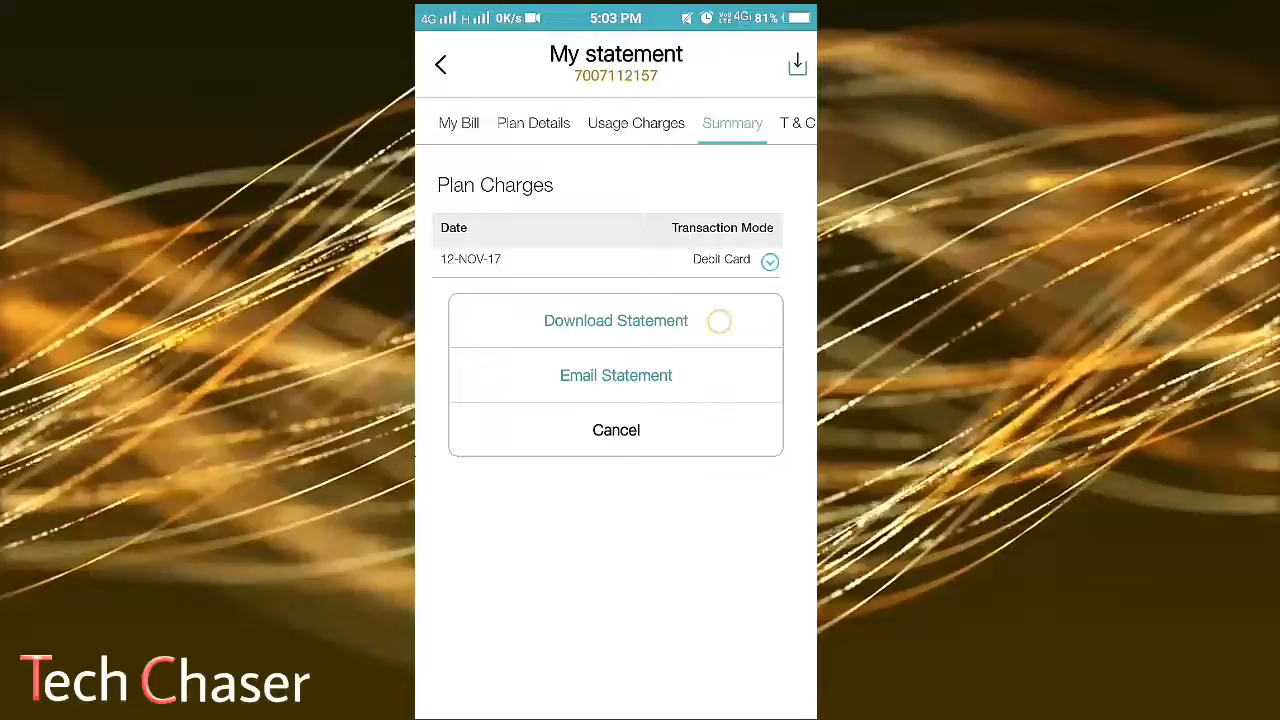 4G H 0K/s 5:03 PM VoLTE 4G 81%
My statement
7007112157
My Bill Plan Details Usage Charges Summary T & C
Plan Charges
Date Transaction Mode
12-NOV-17 Debit Card
Download Statement
Email Statement
Cancel
Tech Chaser